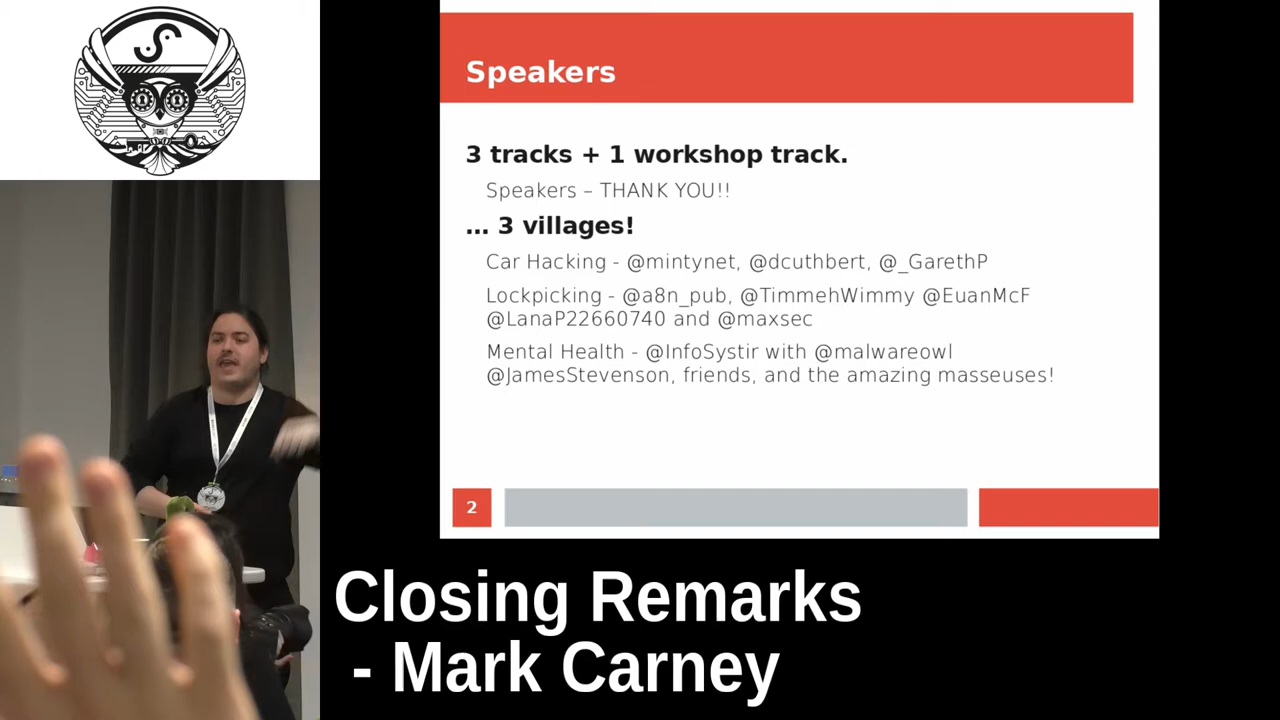 Speakers
3 tracks + 1 workshop track.
Speakers – THANK YOU!!
... 3 villages!
Car Hacking - @mintynet, @dcuthbert, @_GarethP
Lockpicking - @a8n_pub, @TimmehWimmy @EuanMcF
@LanaP22660740 and @maxsec
Mental Health - @InfoSystir with @malwareowl
@JamesStevenson, friends, and the amazing masseuses!
2
Closing Remarks
- Mark Carney